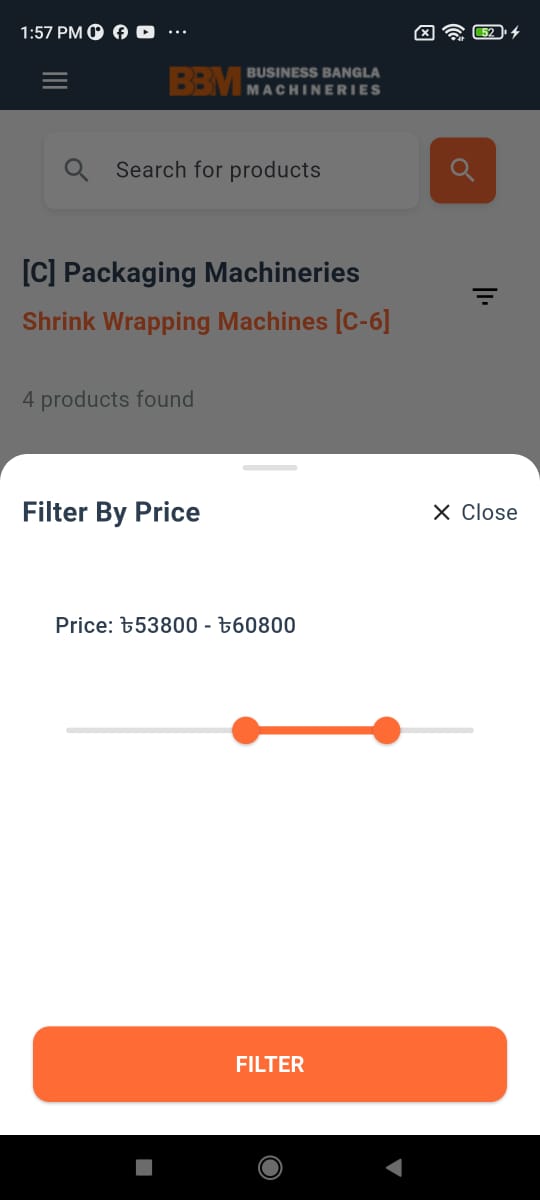 1:57 PM
52
BBM BUSINESS BANGLA
MACHINERIES
Search for products
[C] Packaging Machineries
Shrink Wrapping Machines [C-6]
4 products found
Filter By Price
Close
Price: ৳53800 - ৳60800
FILTER